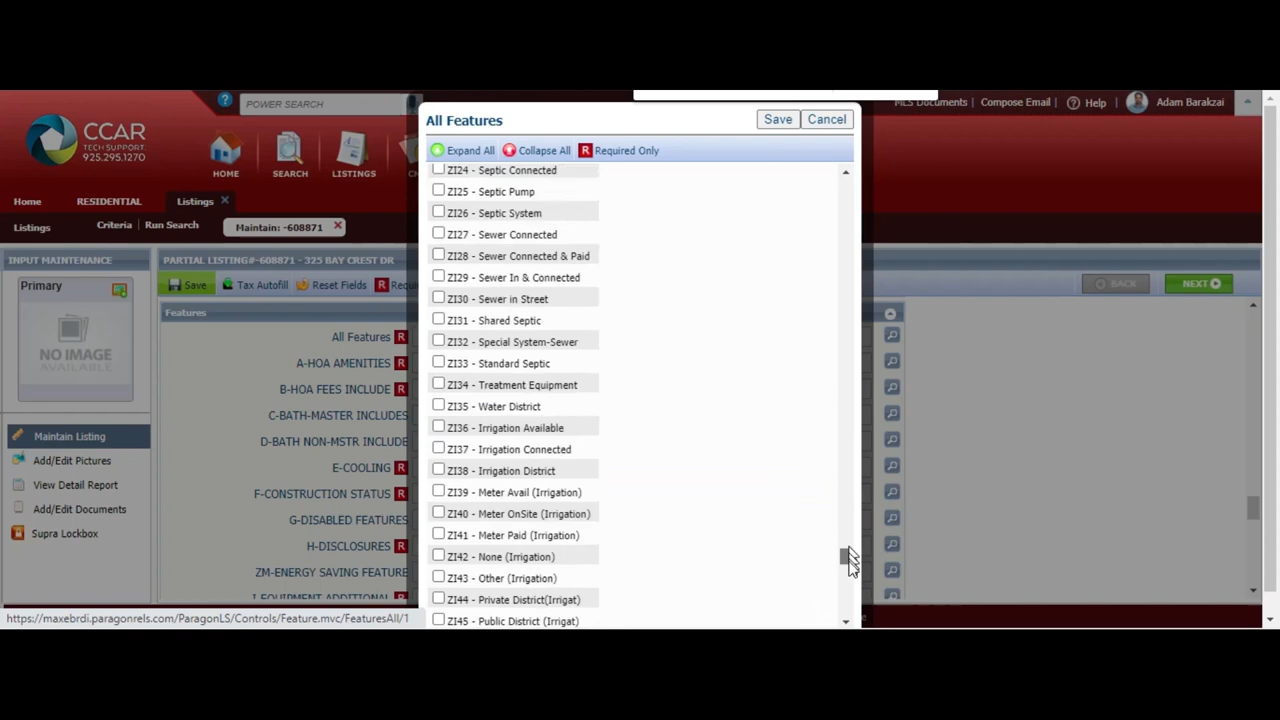 POWER SEARCH
MLS Documents
Compose Email
Help
Adam Barakzai
CCAR
TECH SUPPORT:
925.295.1270
HOME
SEARCH
LISTINGS
Home
RESIDENTIAL
Listings
Listings
Criteria
Run Search
Maintain: -608871
INPUT MAINTENANCE
Primary
NO IMAGE
AVAILABLE
Maintain Listing
Add/Edit Pictures
View Detail Report
Add/Edit Documents
Supra Lockbox
PARTIAL LISTING#-608871 - 325 BAY CREST DR
Save
Tax Autofill
Reset Fields
R
BACK
NEXT
Features
All Features R
A-HOA AMENITIES R
B-HOA FEES INCLUDE R
C-BATH-MASTER INCLUDES
D-BATH NON-MSTR INCLUDE
E-COOLING R
F-CONSTRUCTION STATUS R
G-DISABLED FEATURES
H-DISCLOSURES R
ZM-ENERGY SAVING FEATURE
I-EQUIPMENT ADDITIONAL R
All Features
Save
Cancel
Expand All
Collapse All
R Required Only
ZI24 - Septic Connected
ZI25 - Septic Pump
ZI26 - Septic System
ZI27 - Sewer Connected
ZI28 - Sewer Connected & Paid
ZI29 - Sewer In & Connected
ZI30 - Sewer in Street
ZI31 - Shared Septic
ZI32 - Special System-Sewer
ZI33 - Standard Septic
ZI34 - Treatment Equipment
ZI35 - Water District
ZI36 - Irrigation Available
ZI37 - Irrigation Connected
ZI38 - Irrigation District
ZI39 - Meter Avail (Irrigation)
ZI40 - Meter OnSite (Irrigation)
ZI41 - Meter Paid (Irrigation)
ZI42 - None (Irrigation)
ZI43 - Other (Irrigation)
ZI44 - Private District(Irrigat)
ZI45 - Public District (Irrigat)
https://maxebrdi.paragonrels.com/ParagonLS/Controls/Feature.mvc/FeaturesAll/1